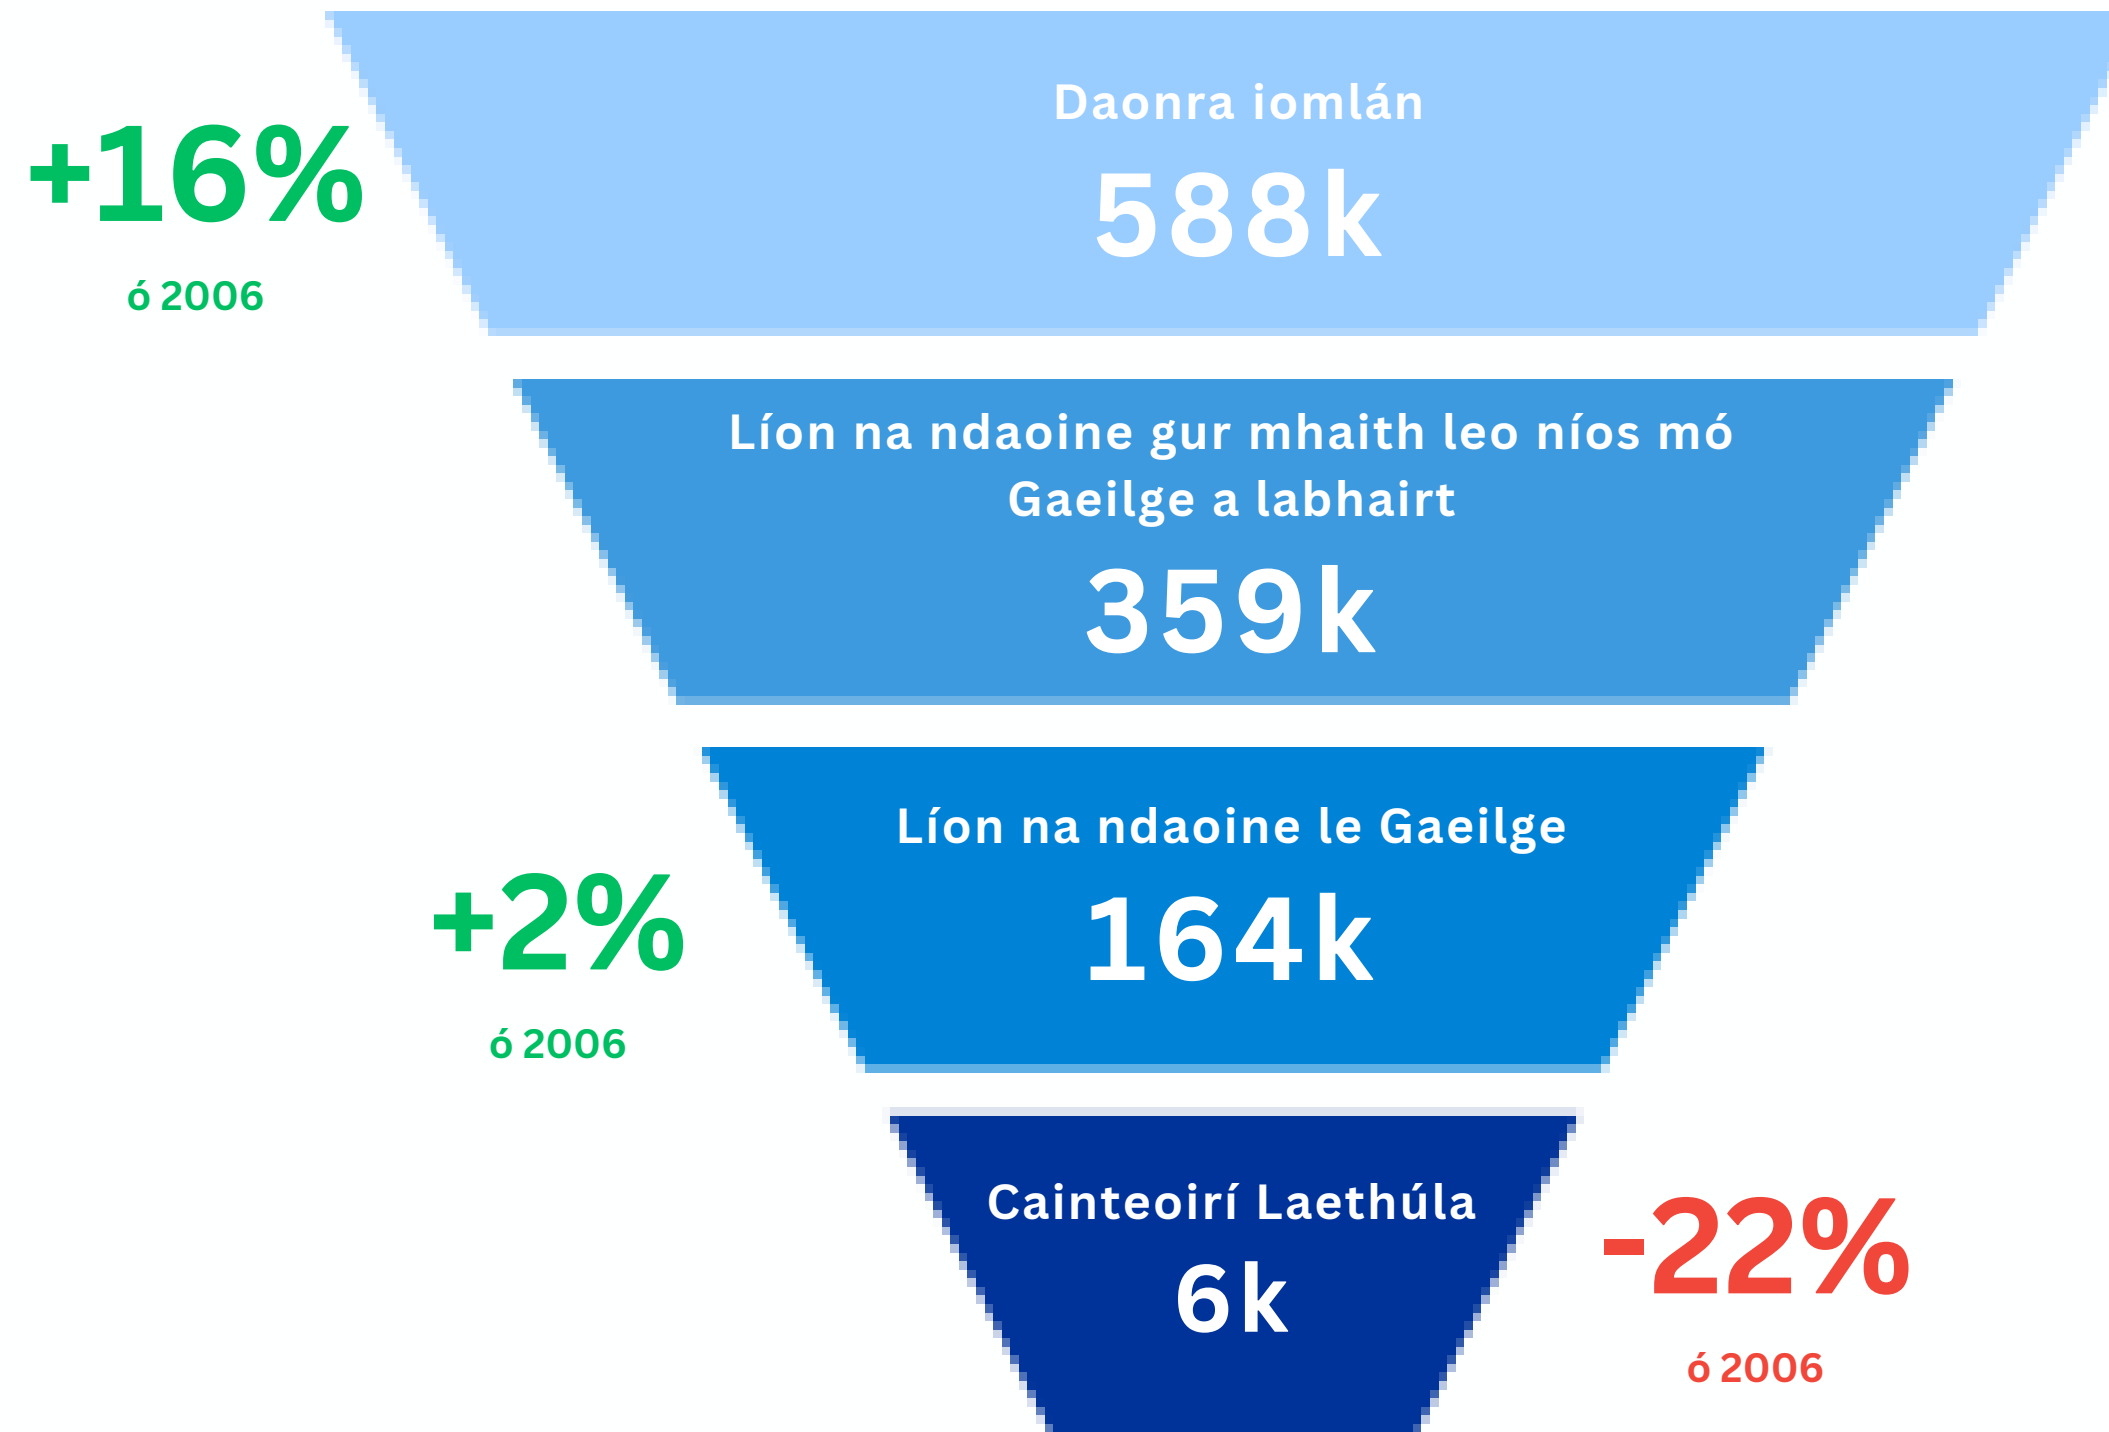 Daonra iomlán
588k
+16%
ó 2006
Líon na ndaoine gur mhaith leo níos mó
Gaeilge a labhairt
359k
Líon na ndaoine le Gaeilge
164k
+2%
ó 2006
Cainteoirí Laethúla
6k
-22%
ó 2006